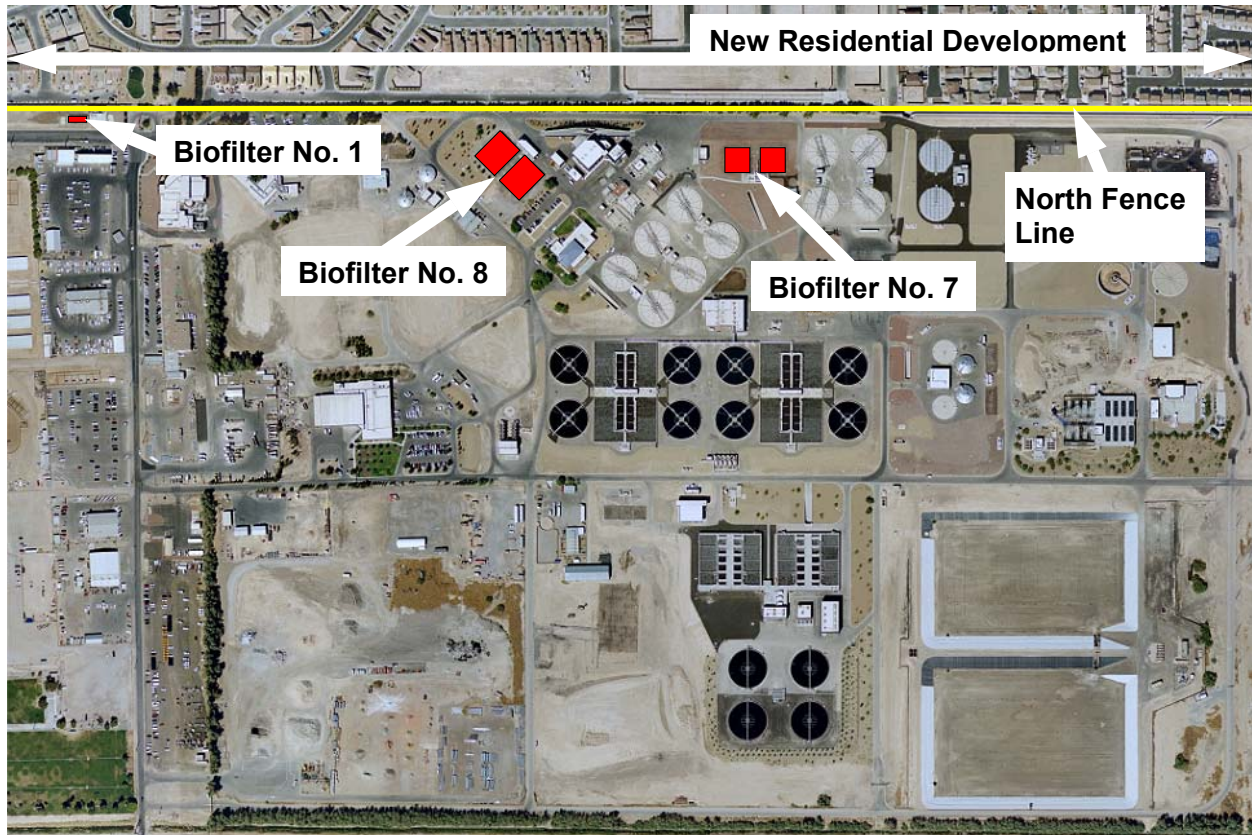 New Residential Development
Biofilter No. 1
North Fence
Line
Biofilter No. 8
Biofilter No. 7